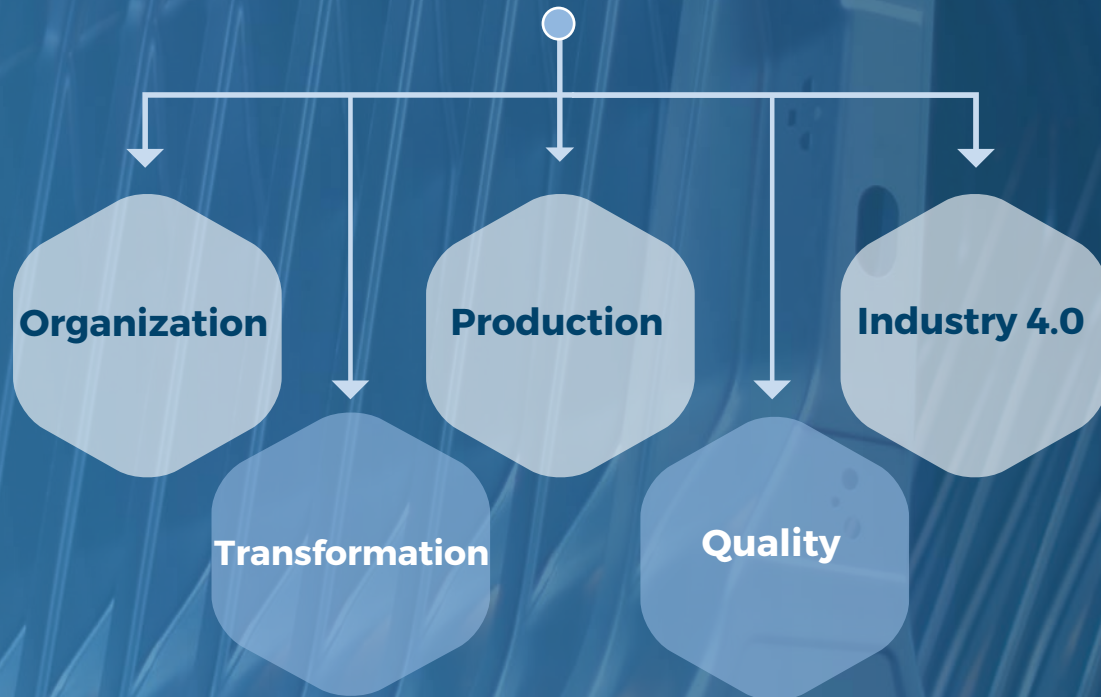 Organization
Production
Industry 4.0
Transformation
Quality